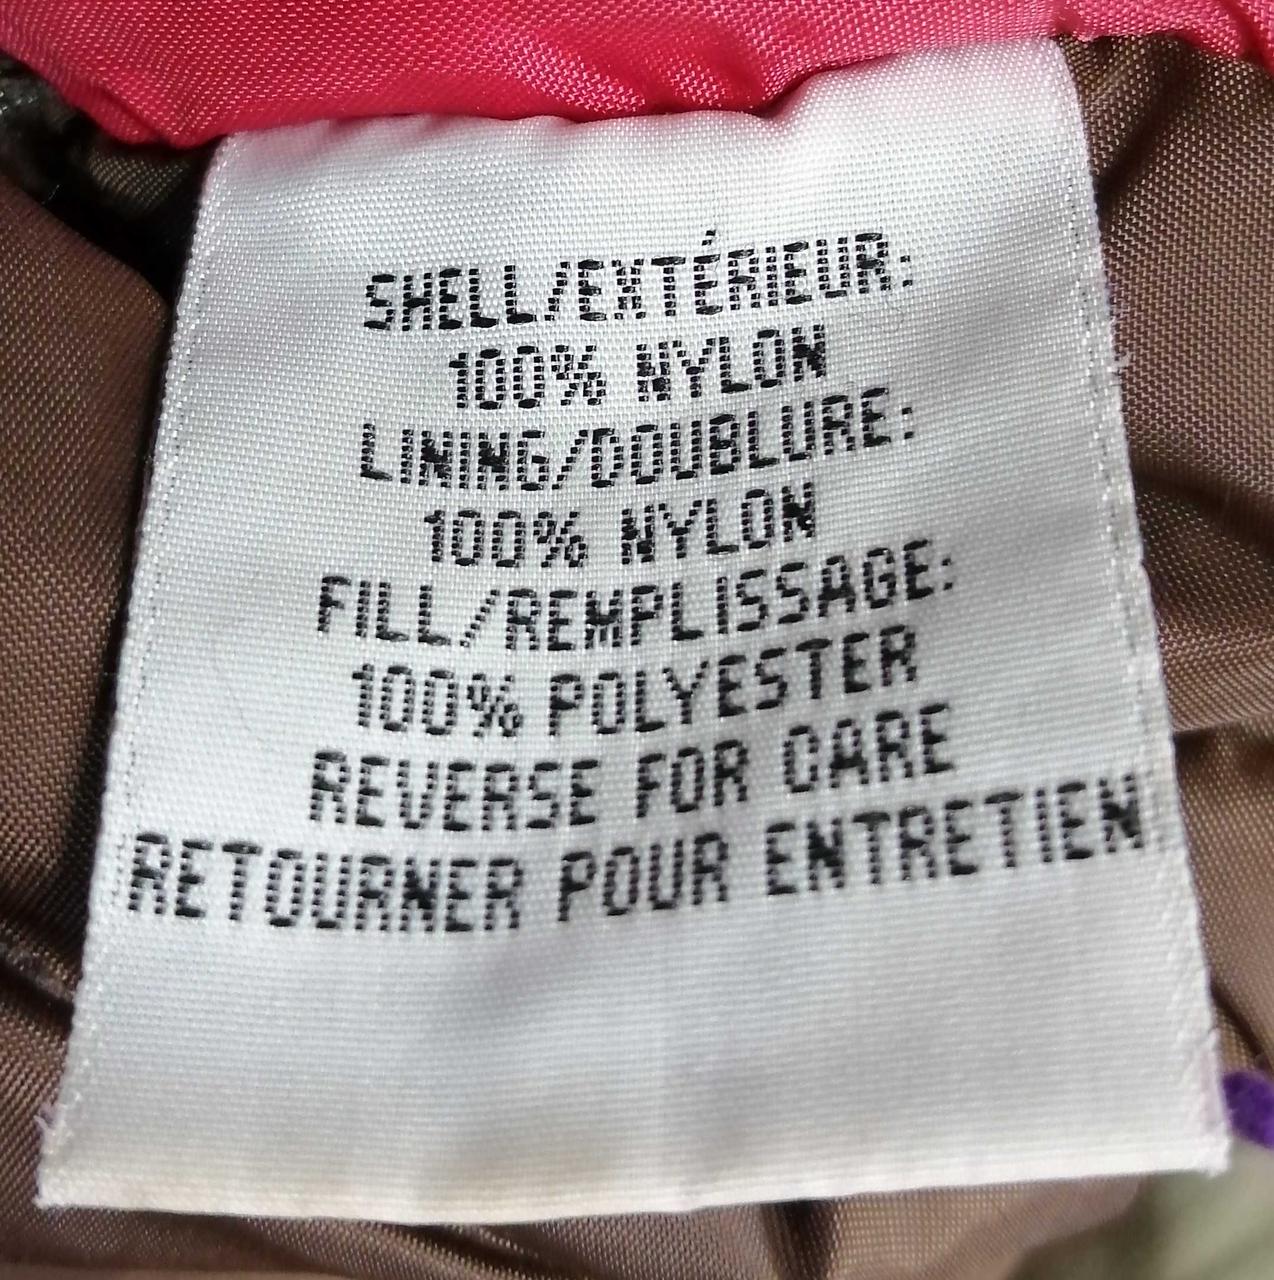 SHELL/EXTÉRIEUR:
100% NYLON
LINING/DOUBLURE:
100% NYLON
FILL/REMPLISSAGE:
100% POLYESTER
REVERSE FOR CARE
RETOURNER POUR ENTRETIEN